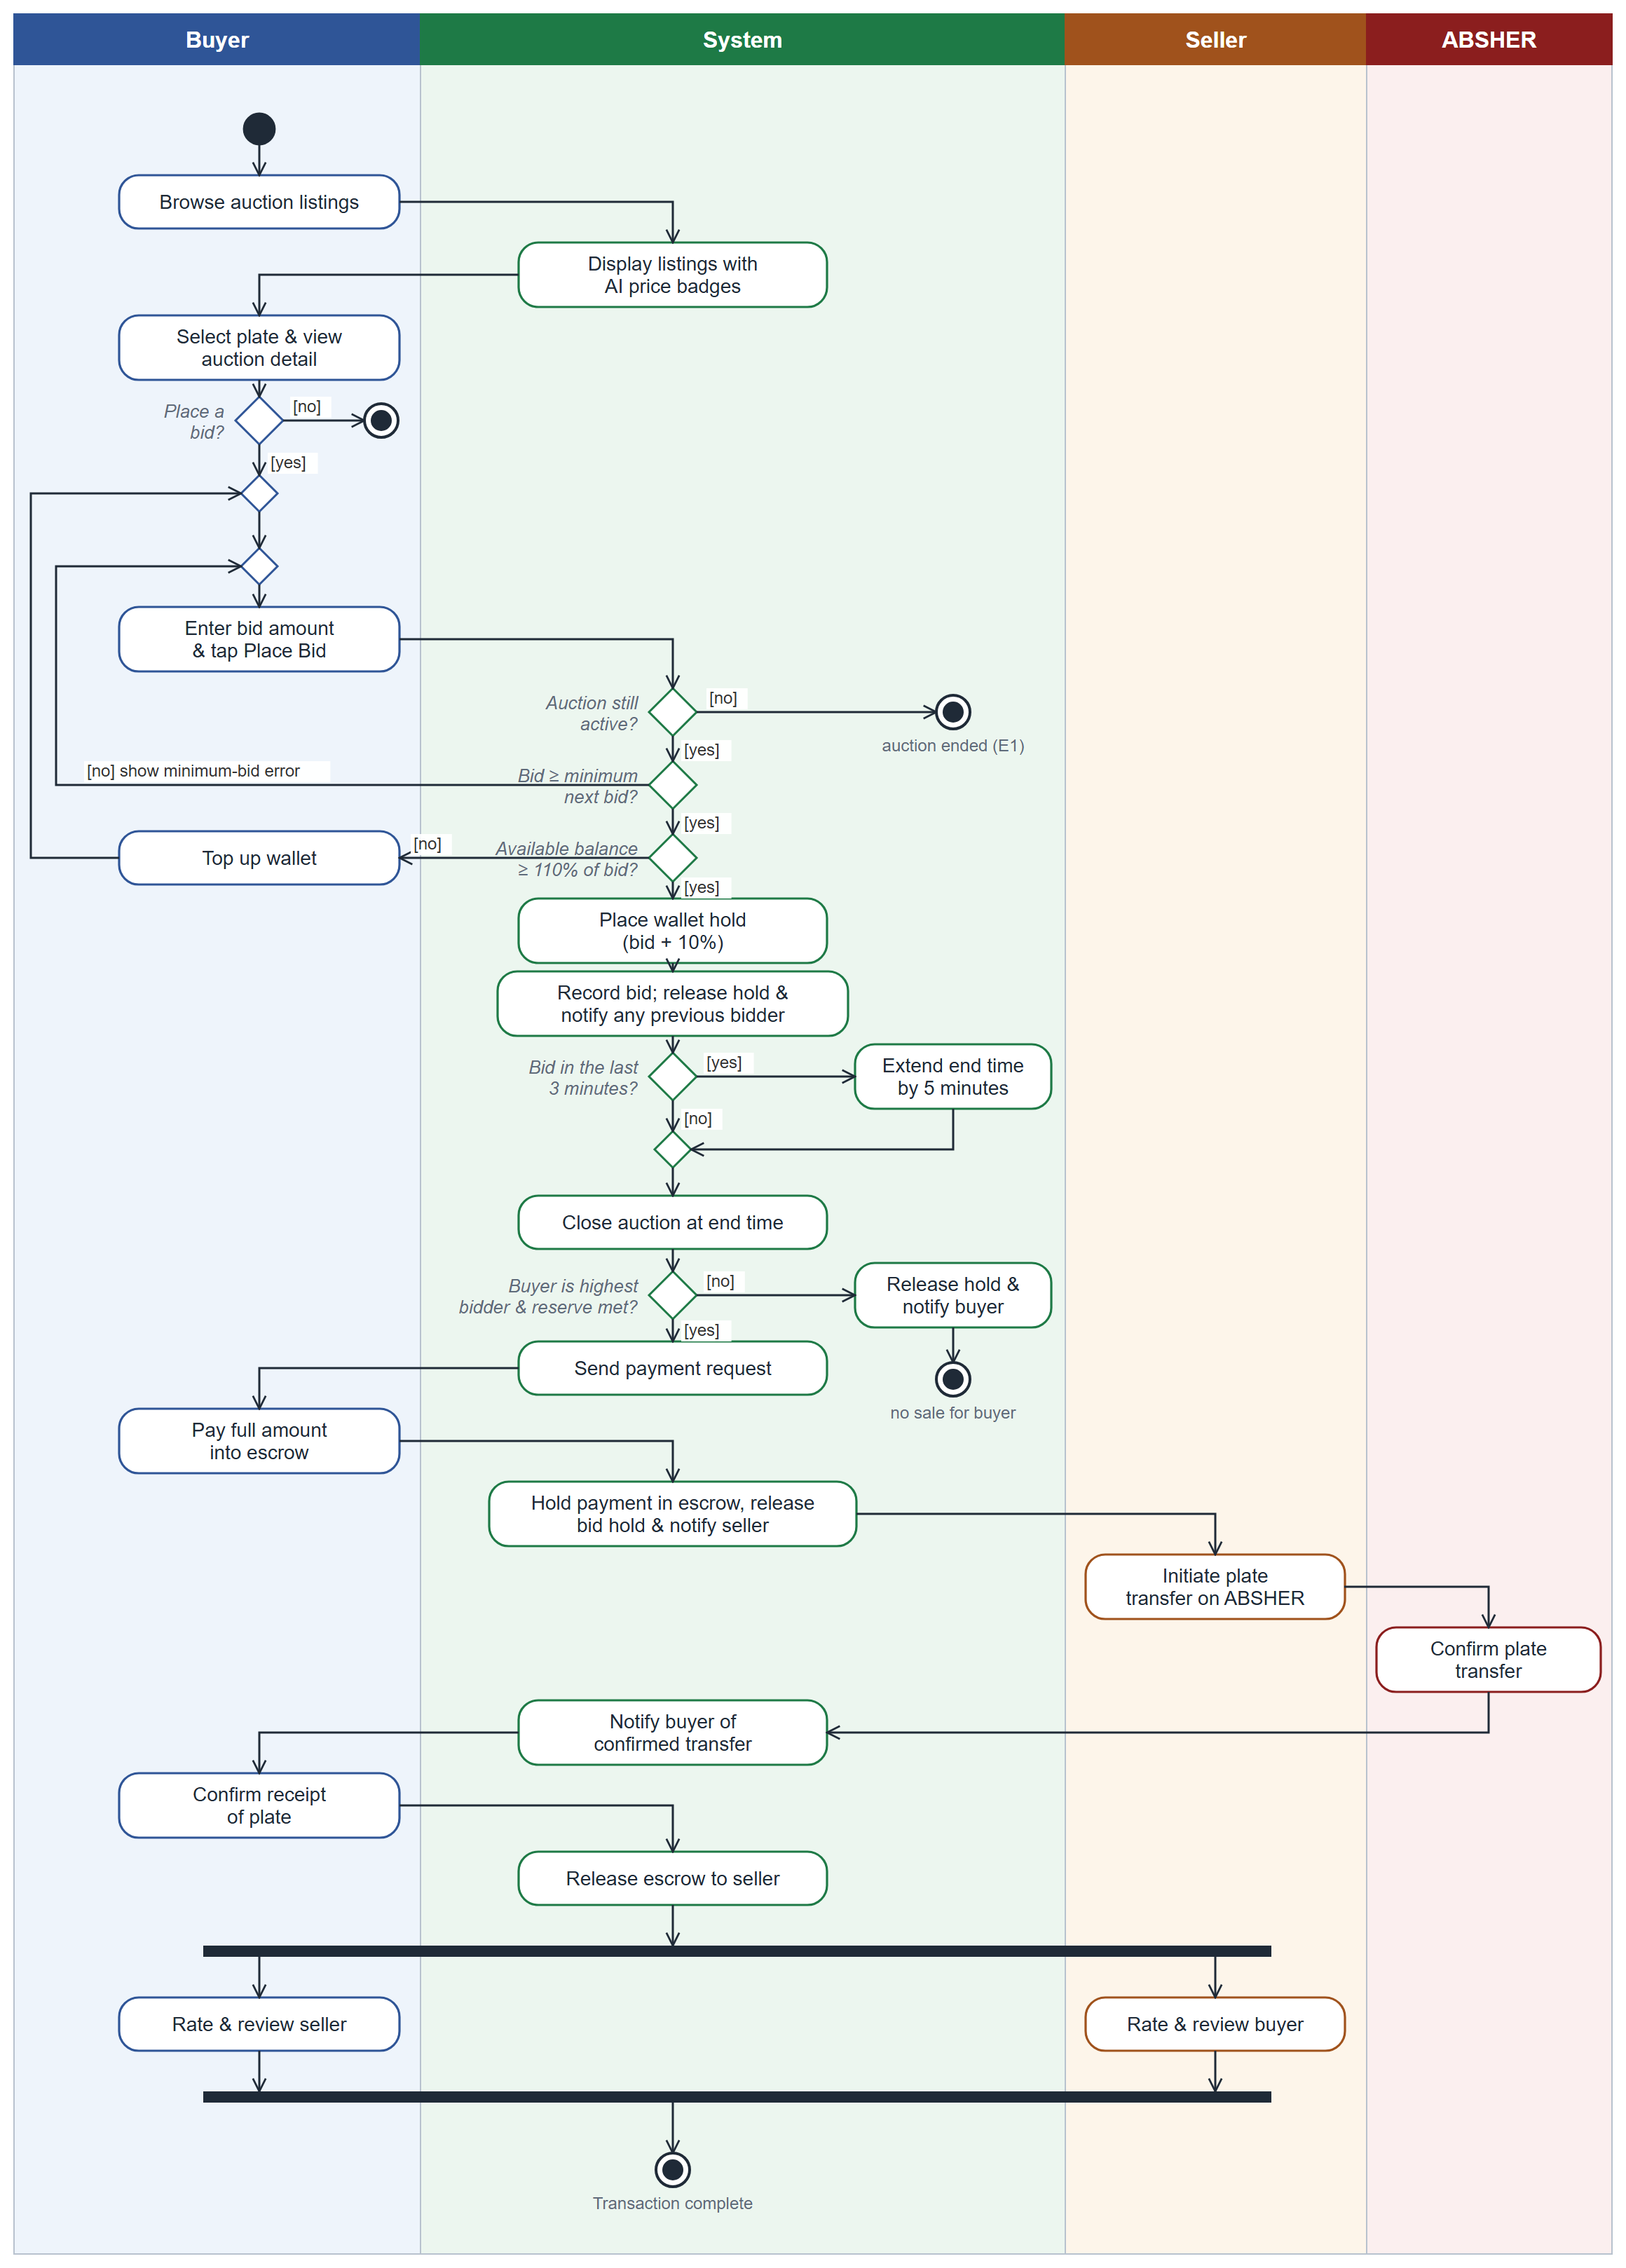 Buyer
System
Seller
ABSHER
Browse auction listings
Display listings with
AI price badges
Select plate & view
auction detail
Place a
bid?
[no]
[yes]
Enter bid amount
& tap Place Bid
Auction still
active?
[no]
auction ended (E1)
[yes]
[no] show minimum-bid error
Bid ≥ minimum
next bid?
[yes]
Top up wallet
[no]
Available balance
≥ 110% of bid?
[yes]
Place wallet hold
(bid + 10%)
Record bid; release hold &
notify any previous bidder
Bid in the last
3 minutes?
[yes]
Extend end time
by 5 minutes
[no]
Close auction at end time
Buyer is highest
bidder & reserve met?
[no]
Release hold &
notify buyer
[yes]
Send payment request
no sale for buyer
Pay full amount
into escrow
Hold payment in escrow, release
bid hold & notify seller
Initiate plate
transfer on ABSHER
Confirm plate
transfer
Notify buyer of
confirmed transfer
Confirm receipt
of plate
Release escrow to seller
Rate & review seller
Rate & review buyer
Transaction complete